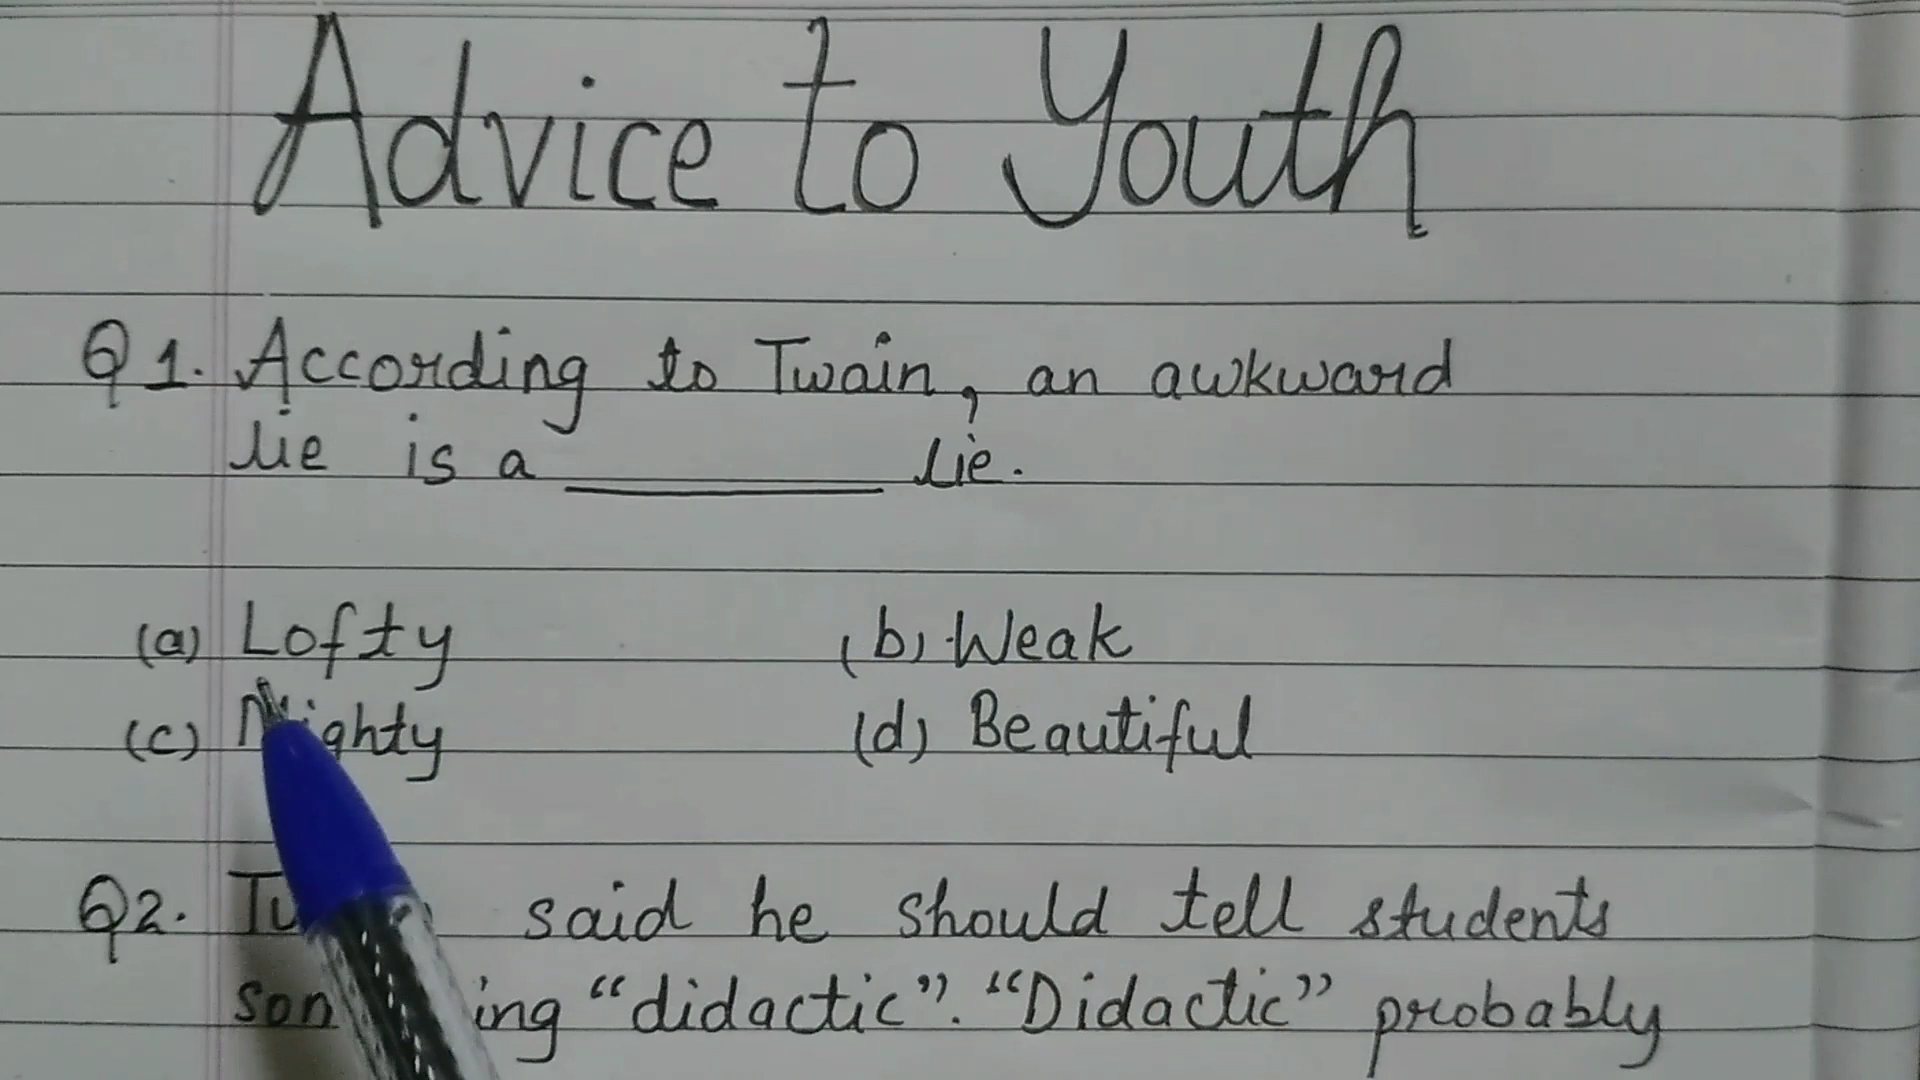 Advice to Youth
Q1. According to Twain, an awkward
lie is a ________ lie.
(a) Lofty (b) Weak
(c) Mighty (d) Beautiful
Q2. said he should tell students
"didactic". "Didactic" probably